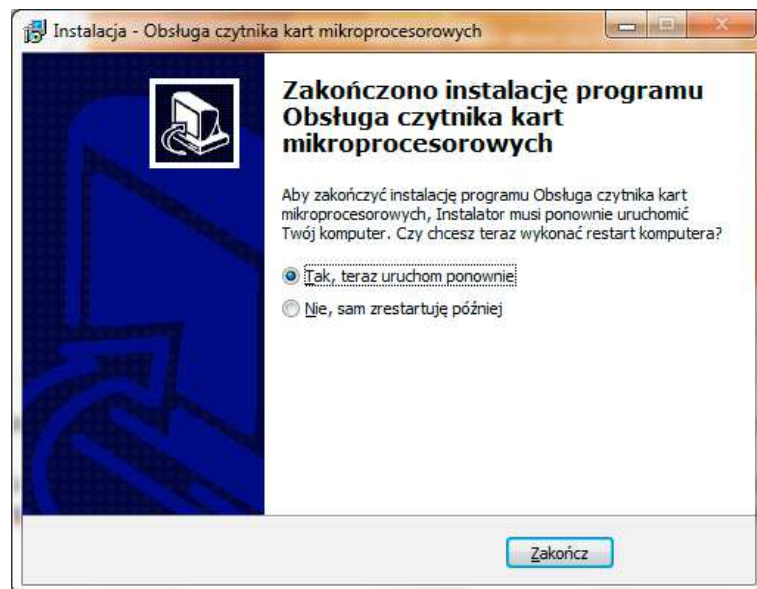 Instalacja - Obsługa czytnika kart mikroprocesorowych
Zakończono instalację programu
Obsługa czytnika kart
mikroprocesorowych
Aby zakończyć instalację programu Obsługa czytnika kart
mikroprocesorowych, Instalator musi ponownie uruchomić
Twój komputer. Czy chcesz teraz wykonać restart komputera?
Tak, teraz uruchom ponownie
Nie, sam zrestartuję później
Zakończ